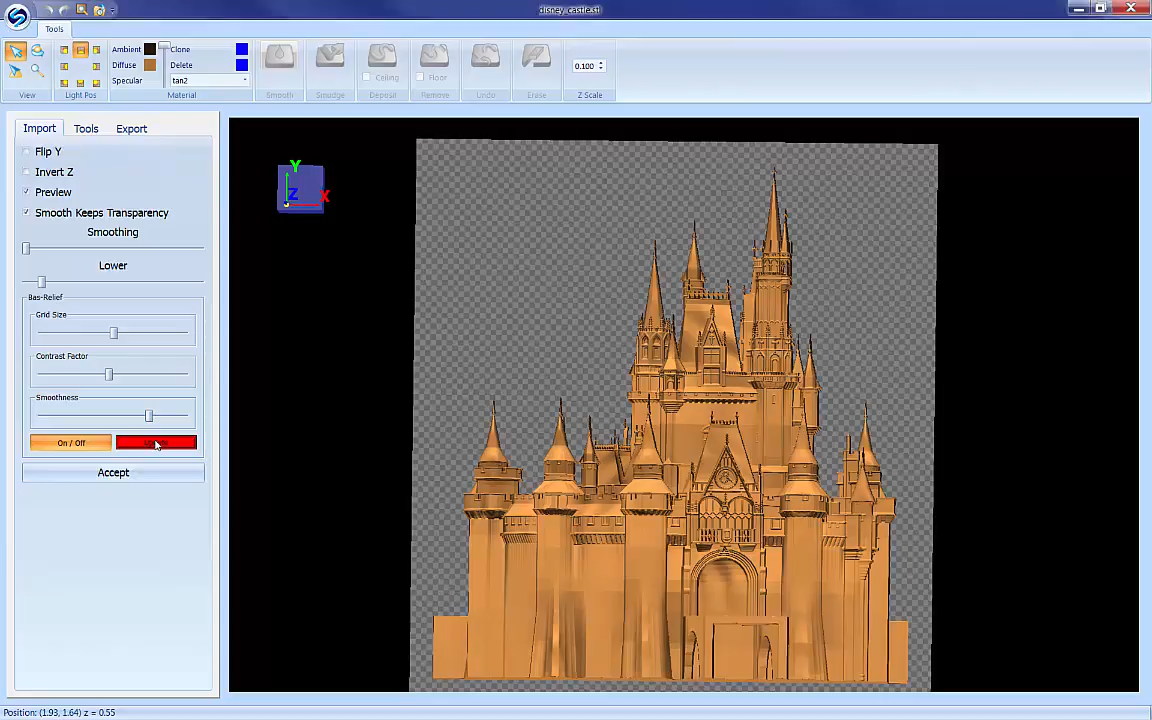 disney_castle.stl
Tools
Ambient
Clone
Diffuse
Delete
Specular
tan2
Ceiling
Floor
0.100
View
Light Pos
Material
Smooth
Smudge
Deposit
Remove
Undo
Erase
Z Scale
Import
Tools
Export
Flip Y
Invert Z
Preview
Smooth Keeps Transparency
Smoothing
Lower
Bas-Relief
Grid Size
Contrast Factor
Smoothness
On / Off
Accept
Y
Z
X
Position: (1.93, 1.64) z = 0.55